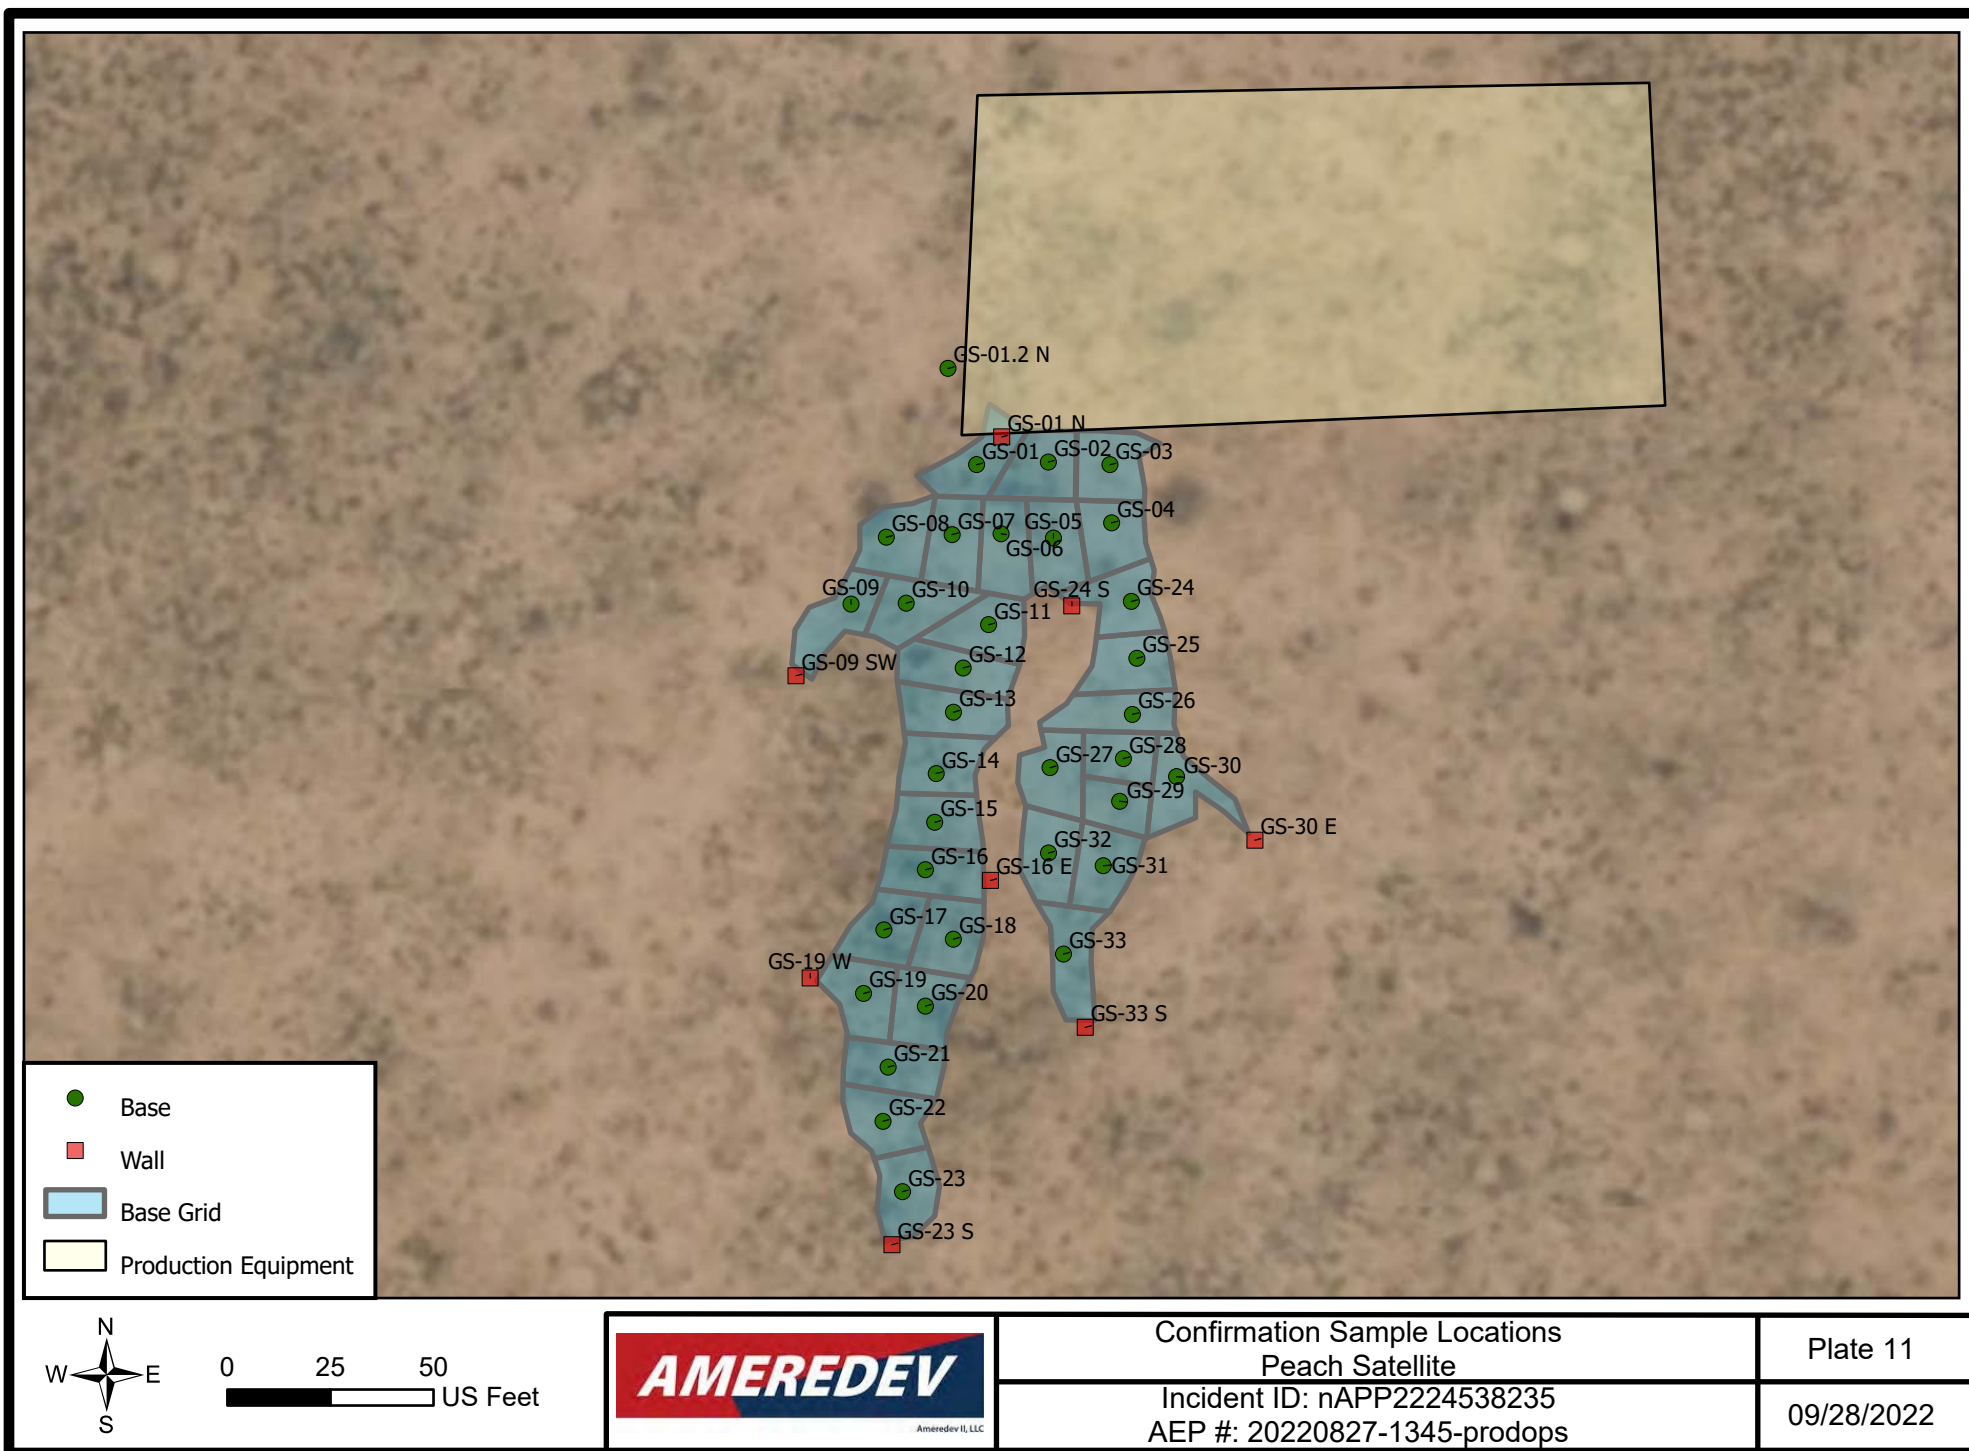 GS-01.2 N
GS-01 N
GS-01
GS-02
GS-03
GS-04
GS-08
GS-07
GS-05
GS-06
GS-09
GS-10
GS-24 S
GS-24
GS-11
GS-12
GS-25
GS-09 SW
GS-13
GS-26
GS-14
GS-27
GS-28
GS-30
GS-29
GS-15
GS-30 E
GS-32
GS-16
GS-16 E
GS-31
GS-17
GS-18
GS-33
GS-19 W
GS-19
GS-20
GS-33 S
GS-21
GS-22
GS-23
GS-23 S
Base
Wall
Base Grid
Production Equipment
N
W E
S
0 25 50
US Feet
AMEREDEV
Ameredev II, LLC
Confirmation Sample Locations
Peach Satellite
Incident ID: nAPP2224538235
AEP #: 20220827-1345-prodops
Plate 11
09/28/2022